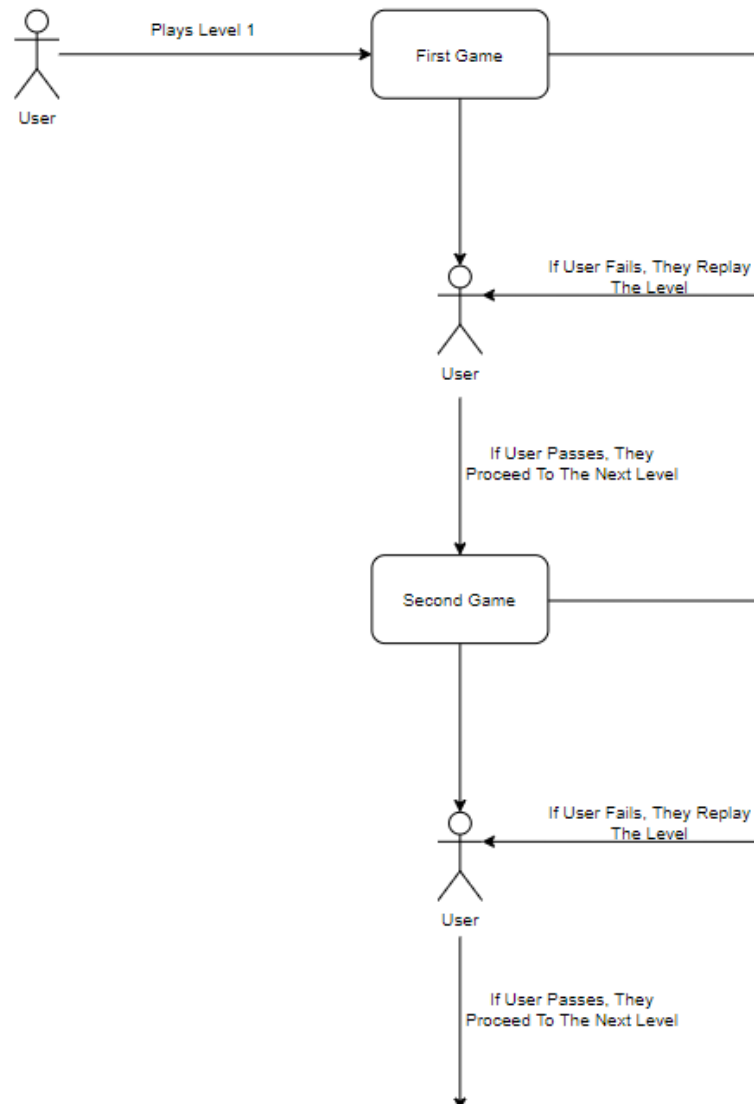 Plays Level 1
First Game
User
If User Fails, They Replay
The Level
User
If User Passes, They
Proceed To The Next Level
Second Game
If User Fails, They Replay
The Level
User
If User Passes, They
Proceed To The Next Level